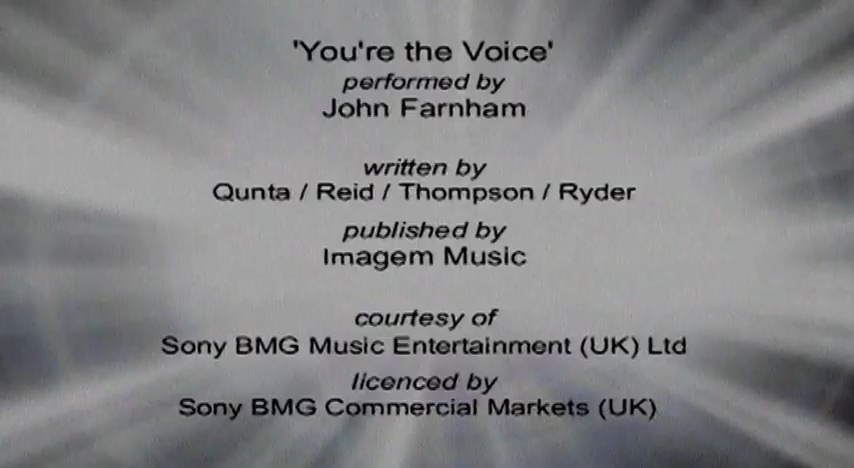 'You're the Voice'
performed by
John Farnham
written by
Qunta / Reid / Thompson / Ryder
published by
Imagem Music
courtesy of
Sony BMG Music Entertainment (UK) Ltd
licenced by
Sony BMG Commercial Markets (UK)